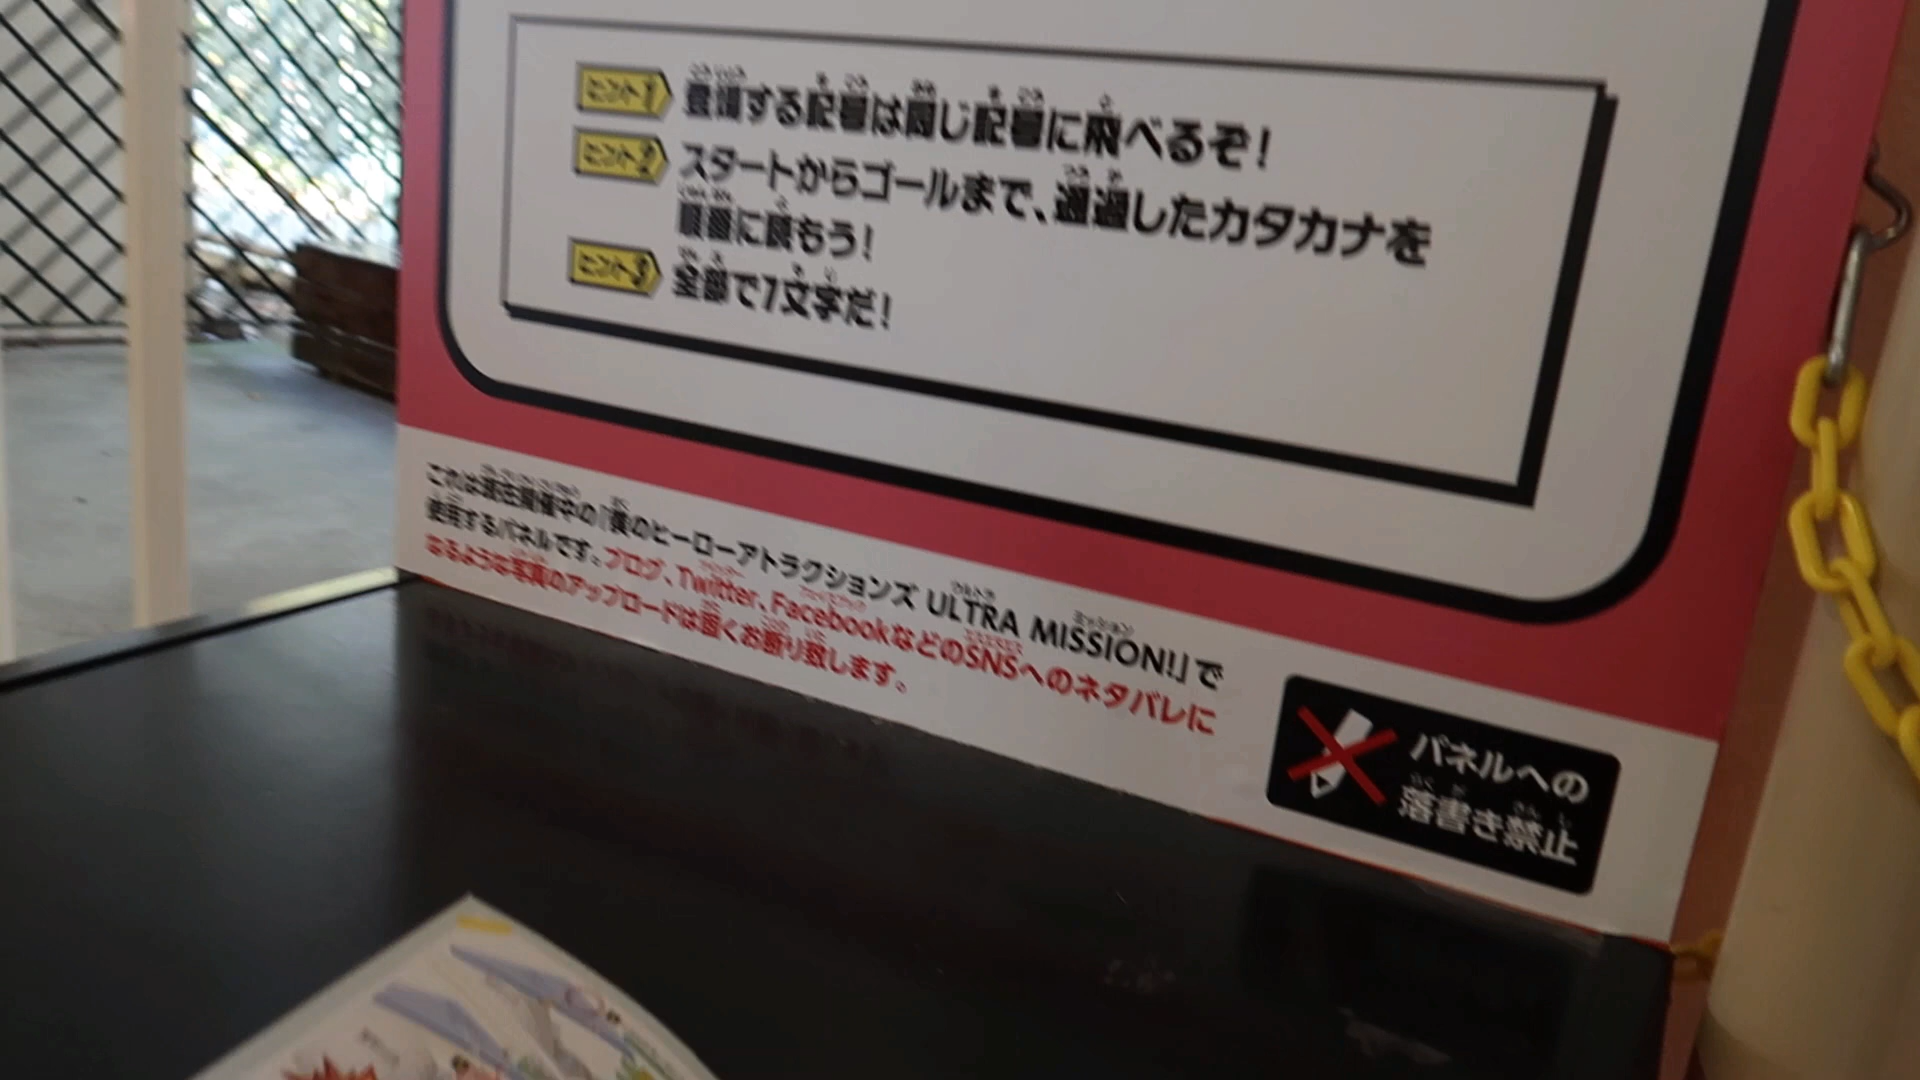 ヒント1 登場する記号は同じ記号に飛べるぞ！
ヒント2 スタートからゴールまで、通過したカタカナを
順番に読もう！
ヒント3 全部で7文字だ！
これは現在開催中の「僕のヒーローアトラクションズ ULTRA MISSION!」で
使用するパネルです。ブログ、Twitter、FacebookなどのSNSへのネタバレに
なるような写真のアップロードは固くお断り致します。
パネルへの
落書き禁止